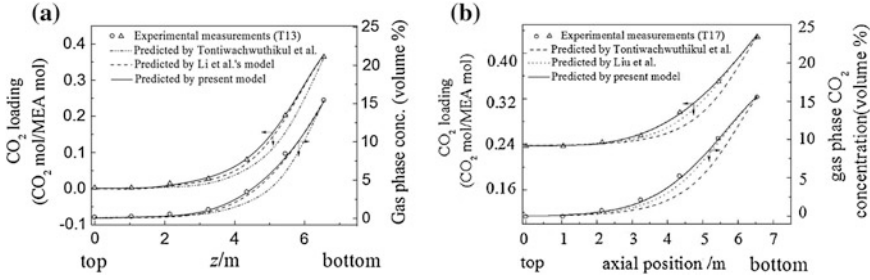 (a)
Experimental measurements (T13)
Predicted by Tontiwachwuthikul et al.
Predicted by Li et al.'s model
Predicted by present model
CO2 loading
(CO2 mol/MEA mol)
0.4
0.3
0.2
0.1
0.0
-0.1
25
20
15
10
5
0
Gas phase conc. (volume %)
0 2 4 6
top z/m bottom
(b)
Experimental measurements (T17)
Predicted by Tontiwachwuthikul et al.
Predicted by Liu et al.
Predicted by present model
CO2 loading
(CO2 mol/MEA mol)
0.40
0.32
0.24
0.16
25
20
15
10
5
0
gas phase CO2
concentration(volume %)
0 1 2 3 4 5 6 7
top axial position /m bottom